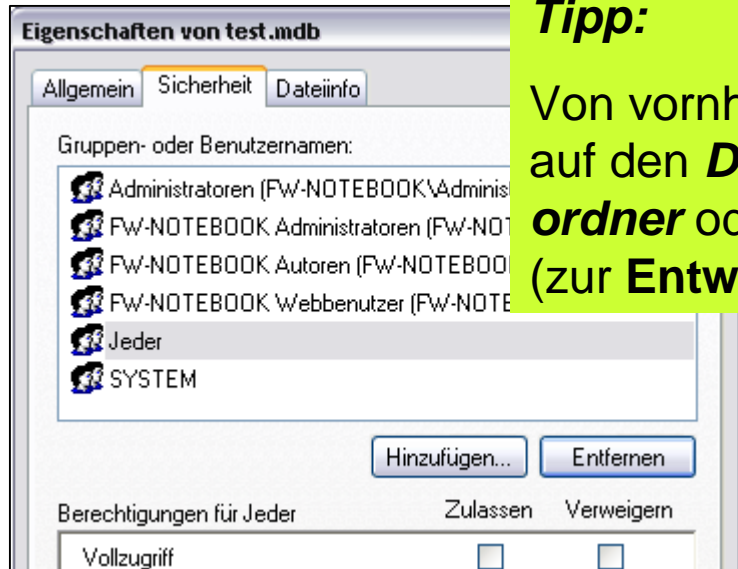 Eigenschaften von test.mdb
Allgemein Sicherheit Dateiinfo
Gruppen- oder Benutzernamen:
Administratoren (FW-NOTEBOOK\Adminis
FW-NOTEBOOK Administratoren (FW-NOT
FW-NOTEBOOK Autoren (FW-NOTEBOO
FW-NOTEBOOK Webbenutzer (FW-NOTE
Jeder
SYSTEM
Hinzufügen... Entfernen
Berechtigungen für Jeder Zulassen Verweigern
Vollzugriff
Tipp:
Von vornh
auf den D
ordner oc
(zur Entw